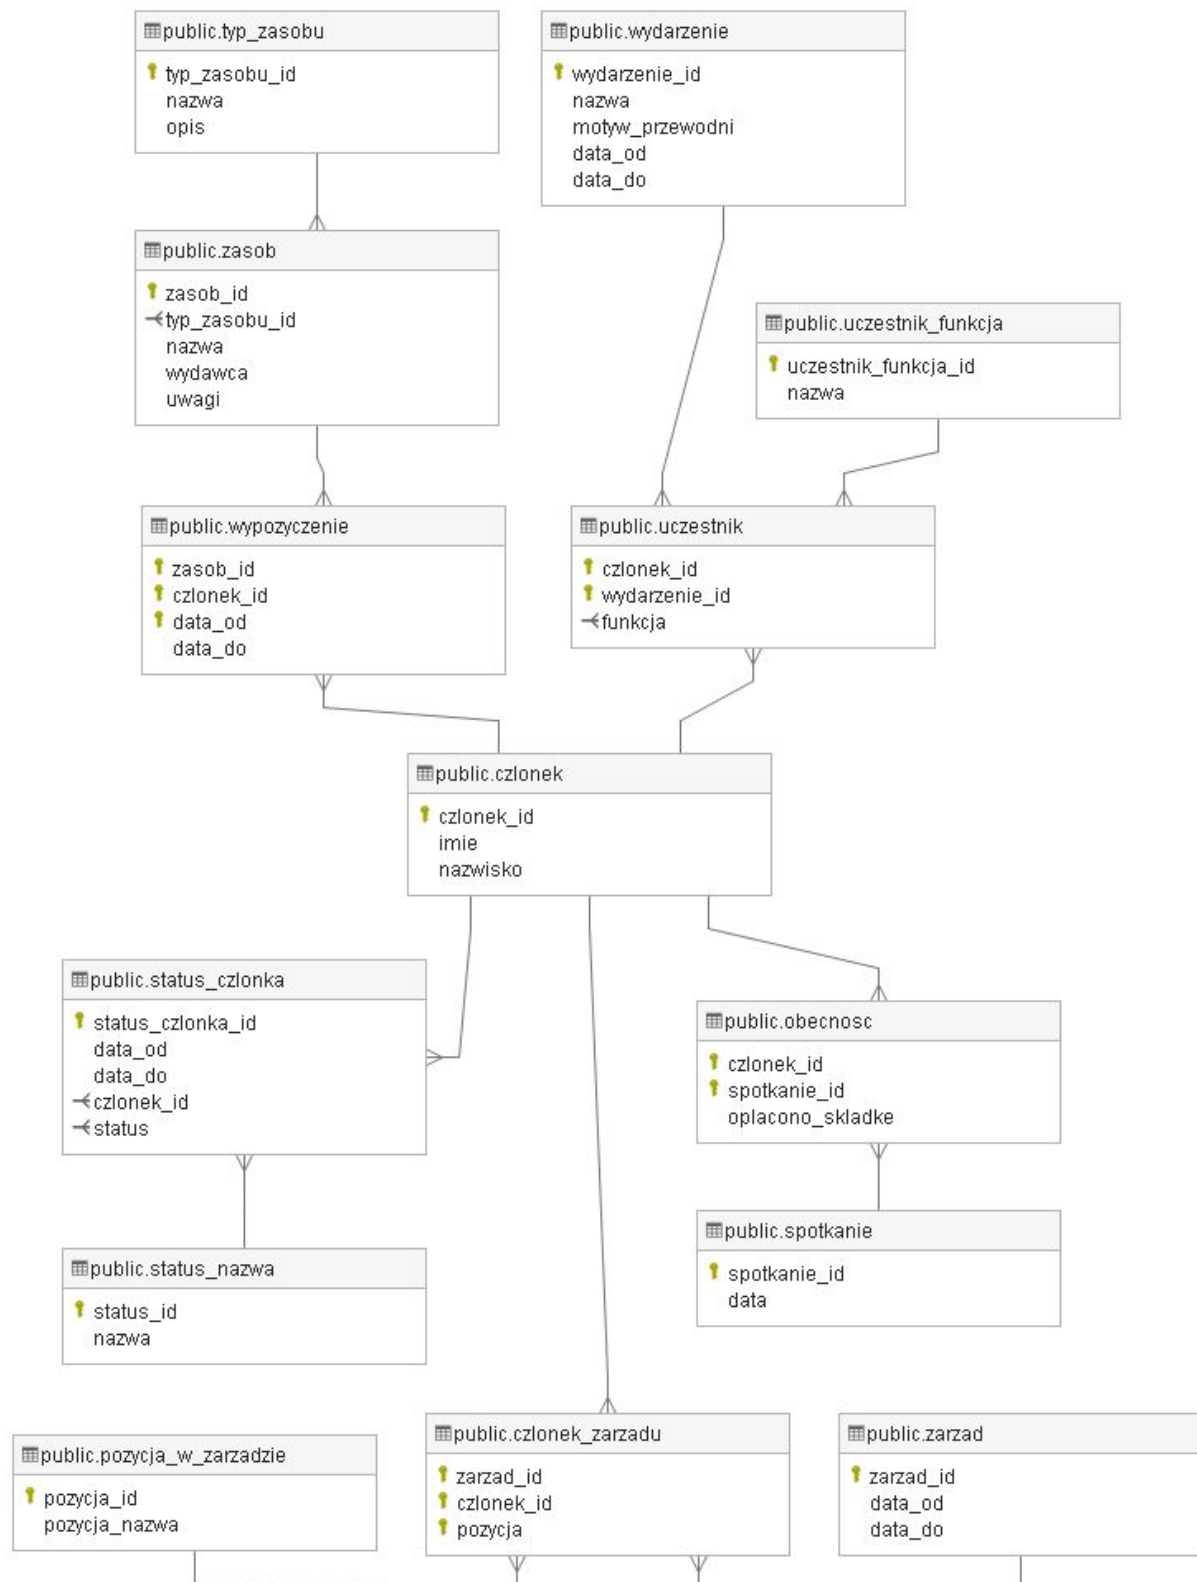 public.typ_zasobu
typ_zasobu_id
nazwa
opis
public.wydarzenie
wydarzenie_id
nazwa
motyw_przewodni
data_od
data_do
public.zasob
zasob_id
typ_zasobu_id
nazwa
wydawca
uwagi
public.uczestnik_funkcja
uczestnik_funkcja_id
nazwa
public.wypozyczenie
zasob_id
czlonek_id
data_od
data_do
public.uczestnik
czlonek_id
wydarzenie_id
funkcja
public.czlonek
czlonek_id
imie
nazwisko
public.status_czlonka
status_czlonka_id
data_od
data_do
czlonek_id
status
public.obecnosc
czlonek_id
spotkanie_id
oplacono_skladke
public.spotkanie
spotkanie_id
data
public.status_nazwa
status_id
nazwa
public.pozycja_w_zarzadzie
pozycja_id
pozycja_nazwa
public.czlonek_zarzadu
zarzad_id
czlonek_id
pozycja
public.zarzad
zarzad_id
data_od
data_do